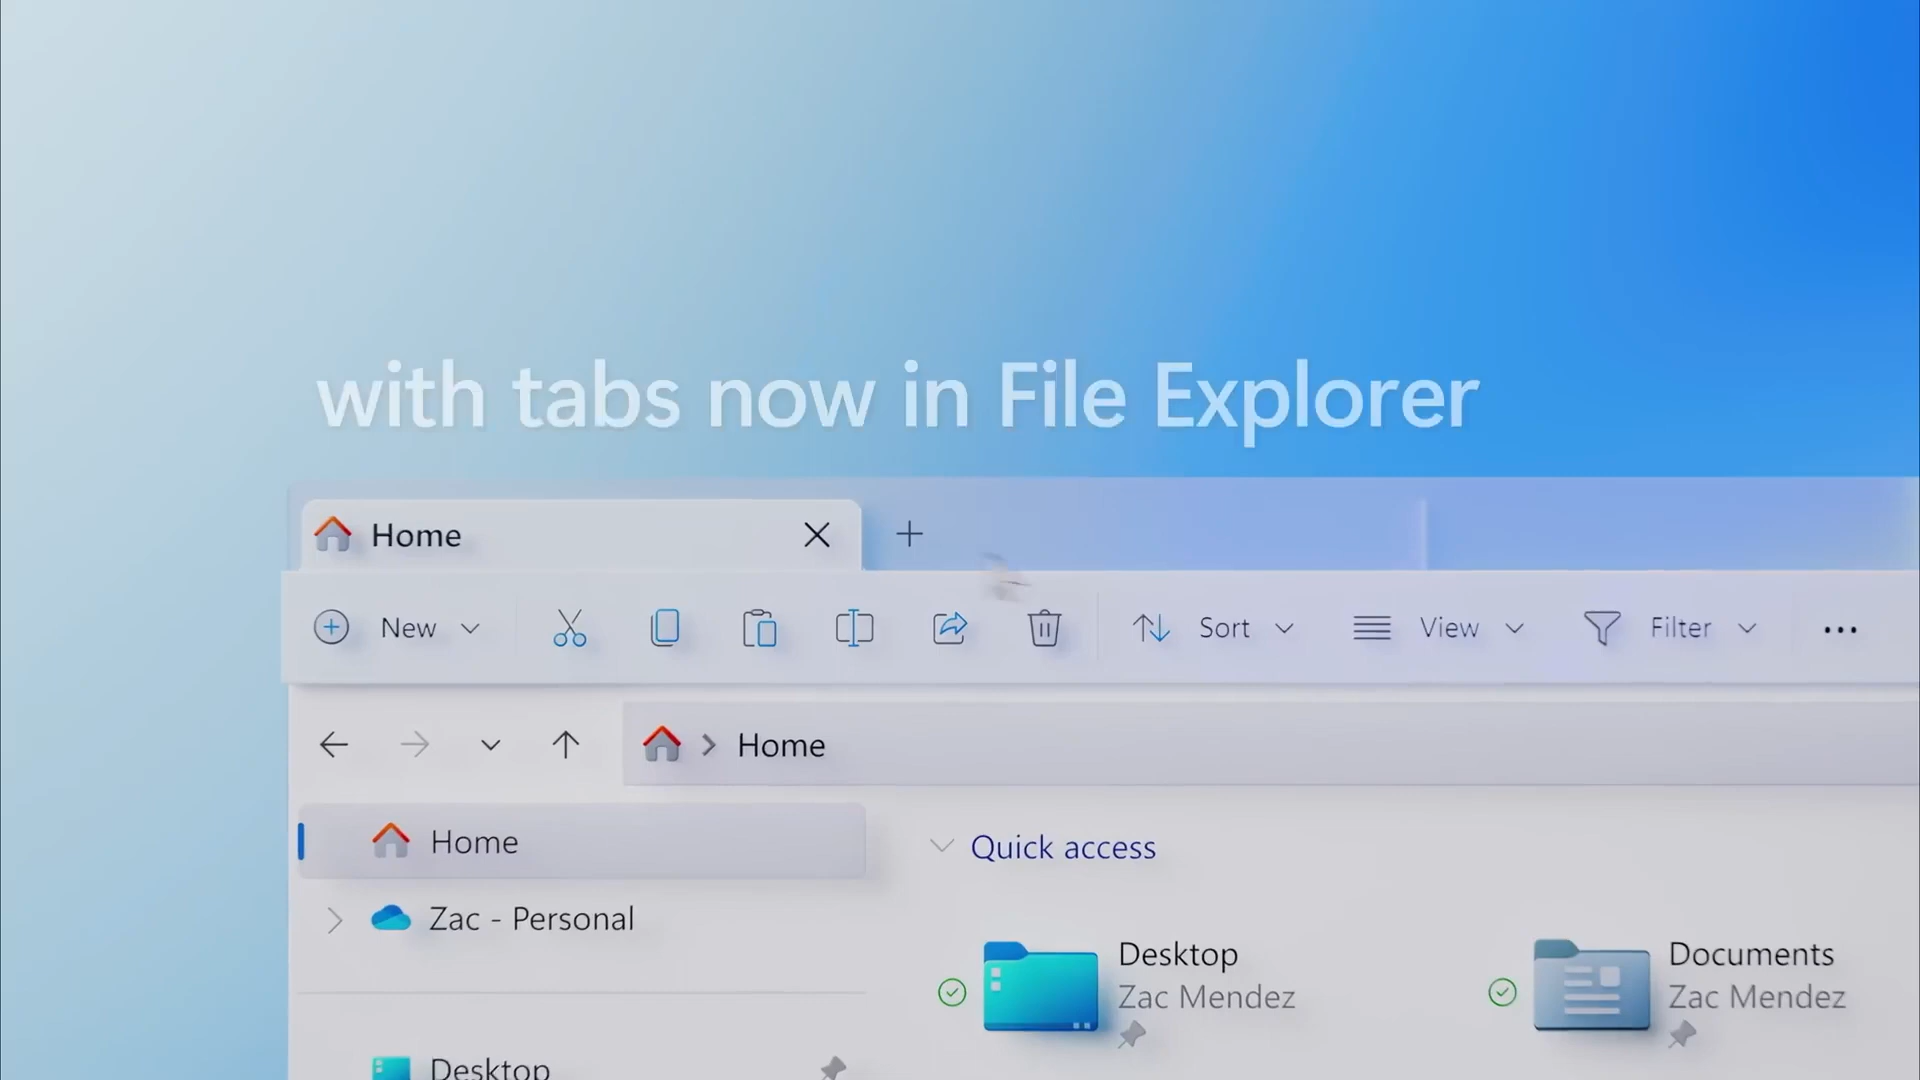 with tabs now in File Explorer
Home
New
Sort
View
Filter
Home
Home
Quick access
Zac - Personal
Desktop
Zac Mendez
Documents
Zac Mendez
Desktop